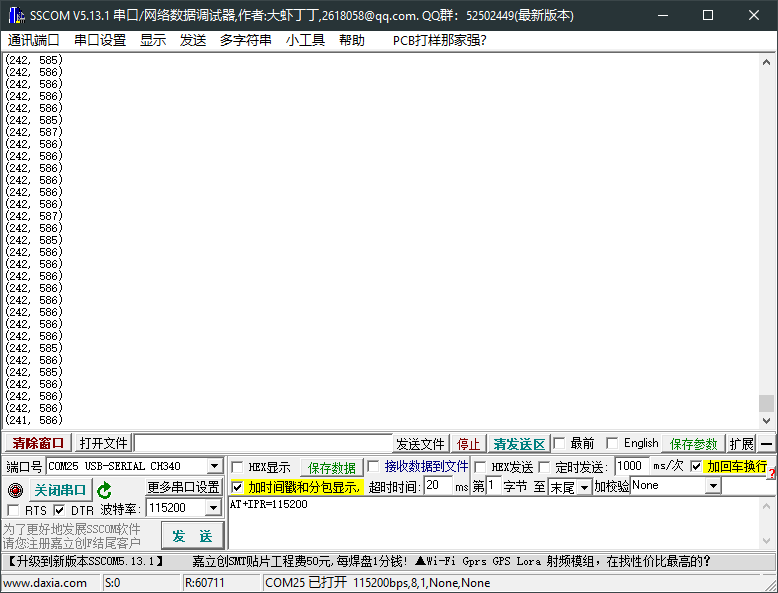 SSCOM V5.13.1 串口/网络数据调试器,作者:大虾丁丁,2618058@qq.com. QQ群: 52502449(最新版本)
通讯端口 串口设置 显示 发送 多字符串 小工具 帮助 PCB打样那家强?
(242, 585)
(242, 586)
(242, 586)
(242, 586)
(242, 586)
(242, 585)
(242, 587)
(242, 586)
(242, 586)
(242, 586)
(242, 586)
(242, 586)
(242, 586)
(242, 587)
(242, 586)
(242, 585)
(242, 586)
(242, 586)
(242, 586)
(242, 586)
(242, 586)
(242, 586)
(242, 586)
(242, 586)
(242, 585)
(242, 586)
(242, 585)
(242, 586)
(242, 586)
(242, 586)
(241, 586)
清除窗口 打开文件 发送文件 停止 清发送区 最前 English 保存参数 扩展 —
端口号 COM25 USB-SERIAL CH340 HEX显示 保存数据 接收数据到文件 HEX发送 定时发送: 1000 ms/次 加回车换行
关闭串口 更多串口设置 加时间戳和分包显示, 超时时间: 20 ms 第1 字节 至 末尾 加校验 None ?
RTS DTR 波特率: 115200 AT+IPR=115200
为了更好地发展SSCOM软件
请您注册嘉立创F结尾客户
发 送
【升级到新版本SSCOM5.13.1】 嘉立创SMT贴片工程费50元,每焊盘1分钱! ▲Wi-Fi Gprs GPS Lora 射频模组，在找性价比最高的?
www.daxia.com S:0 R:60711 COM25 已打开 115200bps,8,1,None,None